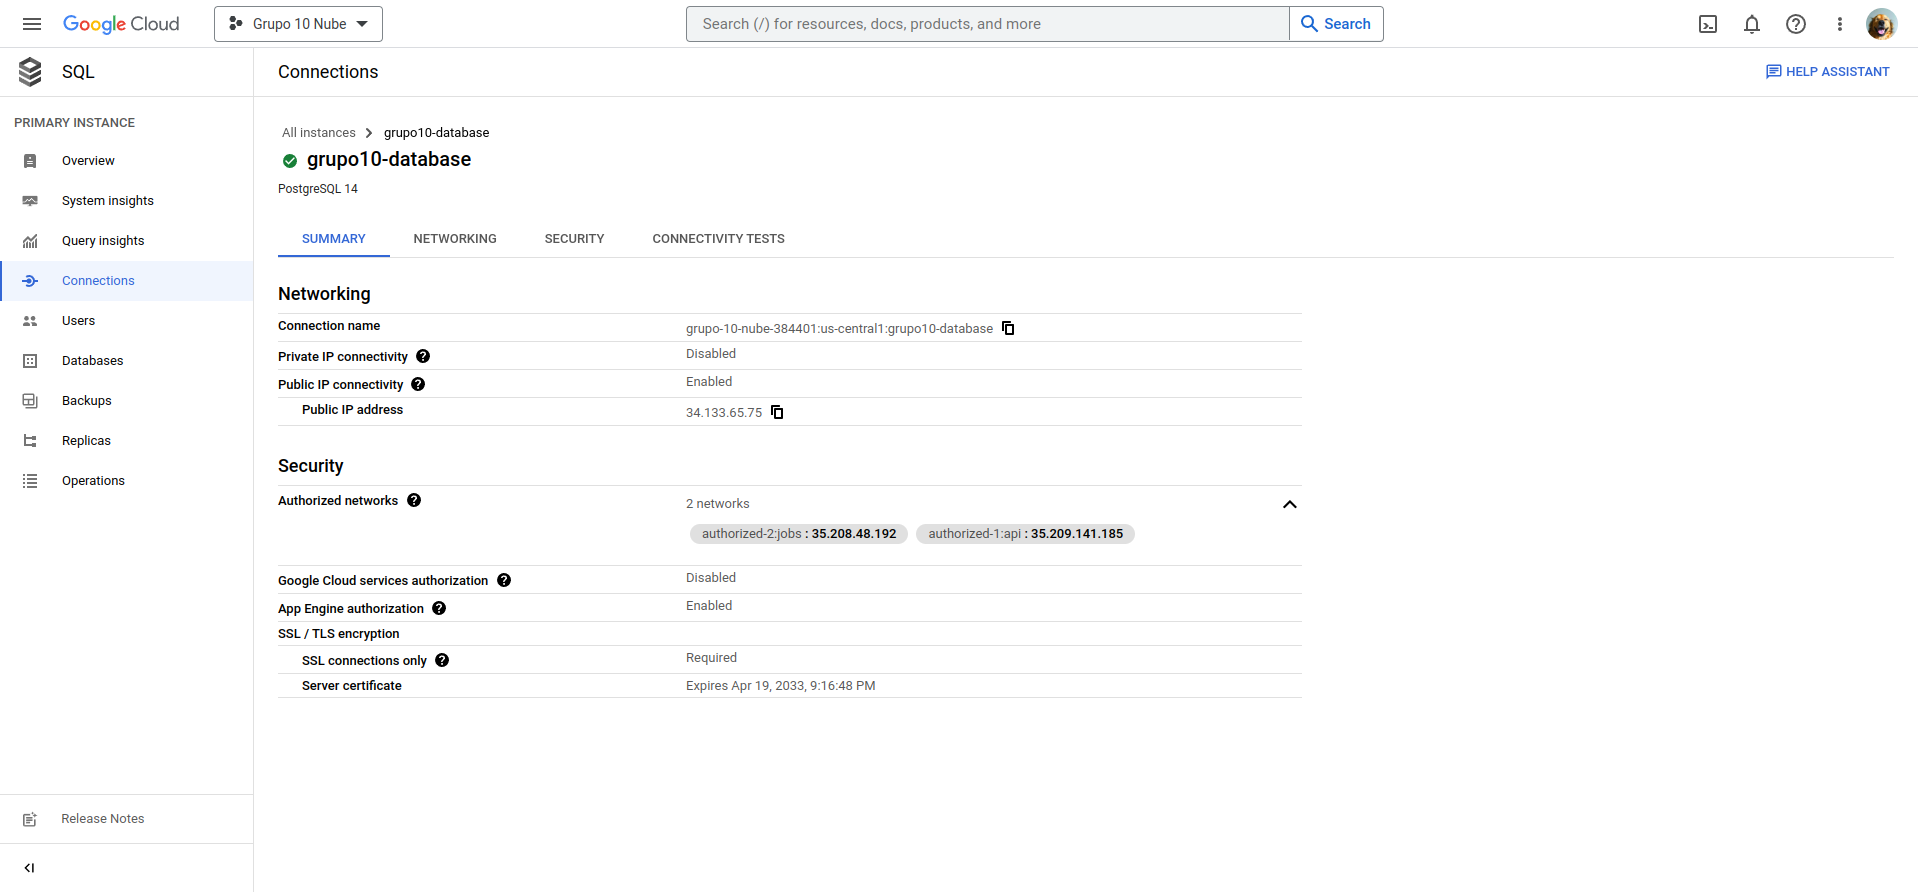 Google Cloud
Grupo 10 Nube
Search (/) for resources, docs, products, and more
Search
SQL
Connections
HELP ASSISTANT
PRIMARY INSTANCE
Overview
System insights
Query insights
Connections
Users
Databases
Backups
Replicas
Operations
Release Notes
All instances > grupo10-database
grupo10-database
PostgreSQL 14
SUMMARY NETWORKING SECURITY CONNECTIVITY TESTS
Networking
Connection name grupo-10-nube-384401:us-central1:grupo10-database
Private IP connectivity ? Disabled
Public IP connectivity ? Enabled
Public IP address 34.133.65.75
Security
Authorized networks ? 2 networks
authorized-2:jobs : 35.208.48.192 authorized-1:api : 35.209.141.185
Google Cloud services authorization ? Disabled
App Engine authorization ? Enabled
SSL / TLS encryption
SSL connections only ? Required
Server certificate Expires Apr 19, 2033, 9:16:48 PM